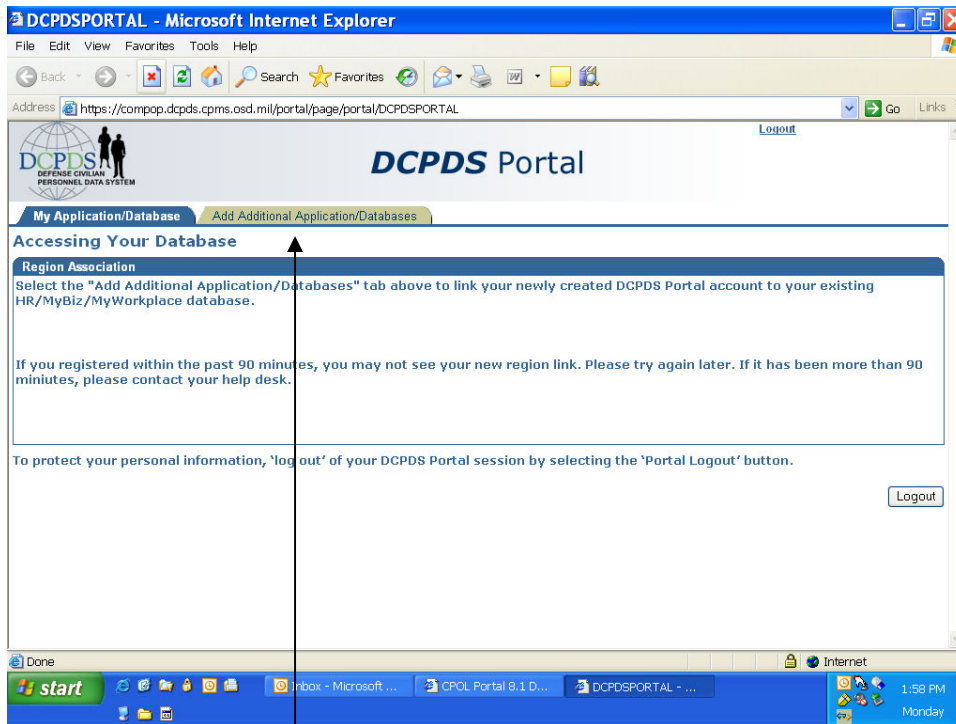 DCPDSPORTAL - Microsoft Internet Explorer
File Edit View Favorites Tools Help
Back Search Favorites
Address https://compop.dcpds.cpms.osd.mil/portal/page/portal/DCPDSPORTAL Go Links
Logout
DCPDS
DEFENSE CIVILIAN
PERSONNEL DATA SYSTEM
DCPDS Portal
My Application/Database Add Additional Application/Databases
Accessing Your Database
Region Association
Select the "Add Additional Application/Databases" tab above to link your newly created DCPDS Portal account to your existing
HR/MyBiz/MyWorkplace database.
If you registered within the past 90 minutes, you may not see your new region link. Please try again later. If it has been more than 90
miniutes, please contact your help desk.
To protect your personal information, 'log out' of your DCPDS Portal session by selecting the 'Portal Logout' button.
Logout
Done Internet
start Inbox - Microsoft ... CPOL Portal 8.1 D... DCPDSPORTAL - ... 1:58 PM
Monday